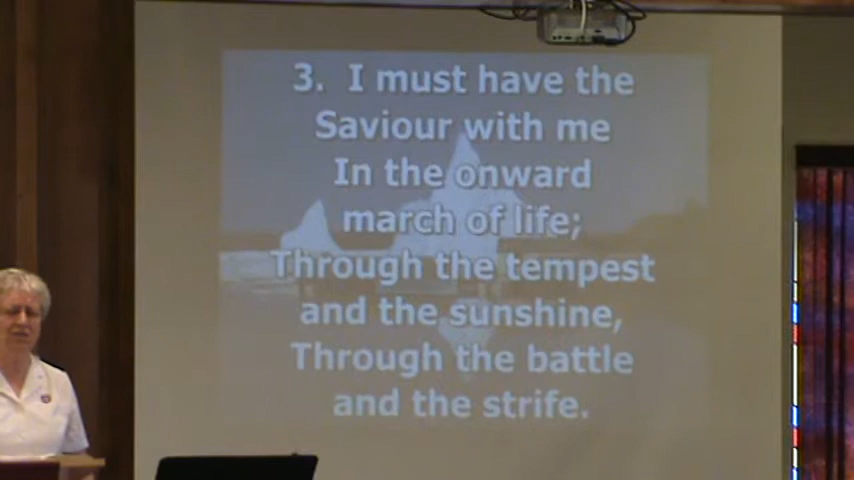 3. I must have the
Saviour with me
In the onward
march of life;
Through the tempest
and the sunshine,
Through the battle
and the strife.